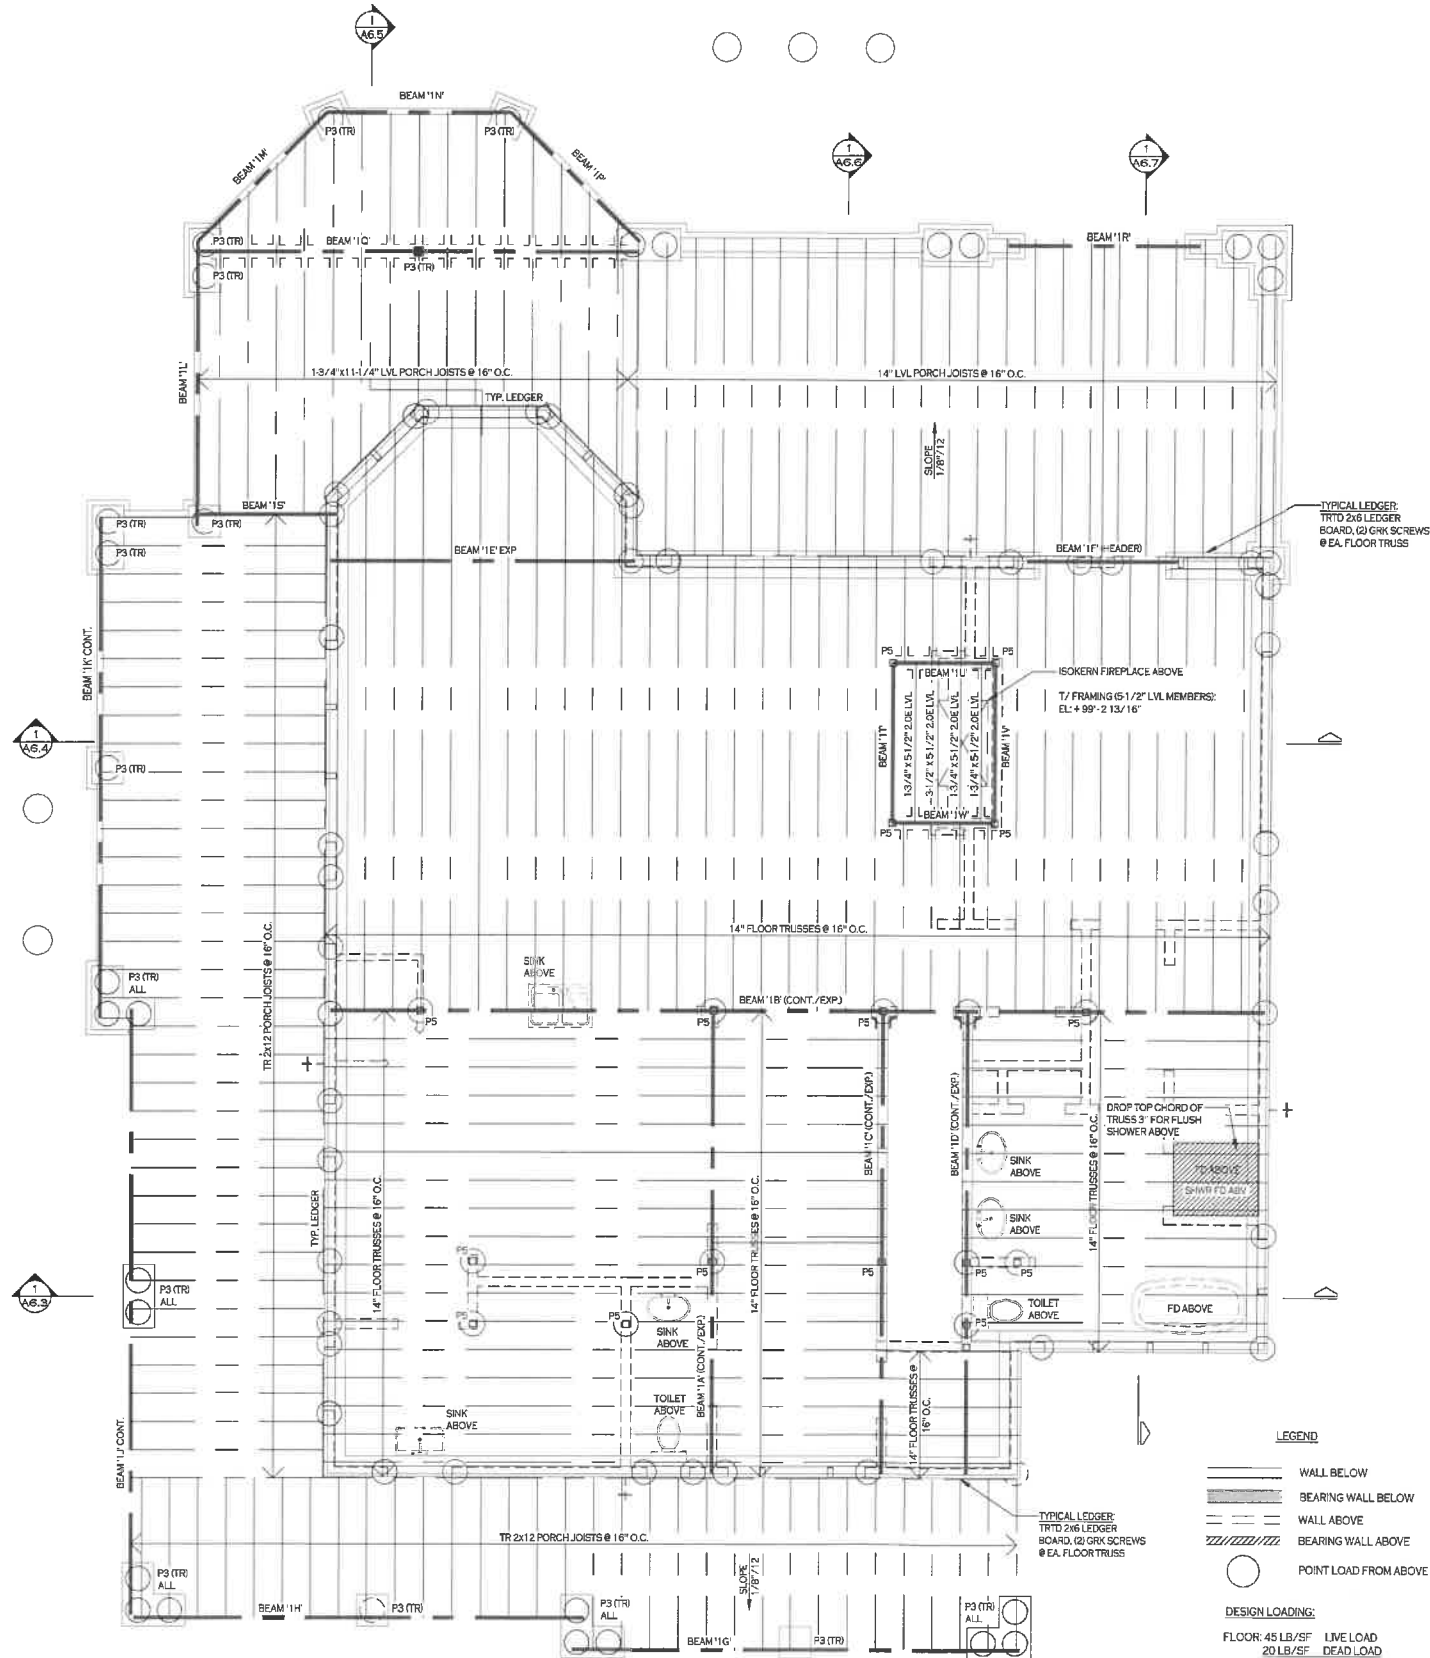 1
A6.5
BEAM '1N'
P3 (TR)
P3 (TR)
BEAM '1M'
BEAM '1P'
1
A6.6
1
A6.7
P3 (TR)
BEAM '1Q'
P3 (TR)
P3 (TR)
BEAM '1R'
BEAM '1L'
1-3/4"x11-1/4" LVL PORCH JOISTS @ 16" O.C.
14" LVL PORCH JOISTS @ 16" O.C.
TYP. LEDGER
SLOPE
1/8"/12
BEAM '1S'
P3 (TR)
P3 (TR)
P3 (TR)
TYPICAL LEDGER:
TRTD 2x6 LEDGER
BOARD, (2) GRK SCREWS
@ EA. FLOOR TRUSS
BEAM '1E' EXP
BEAM '1F' (HEADER)
BEAM '1K' CONT.
P5
P5
BEAM '1U'
ISOKERN FIREPLACE ABOVE
T/ FRAMING (5-1/2" LVL MEMBERS):
EL: + 99'-2 13/16"
BEAM '1T'
1-3/4" x 5-1/2" 2.0E LVL
3-1/2" x 5-1/2" 2.0E LVL
1-3/4" x 5-1/2" 2.0E LVL
1-3/4" x 5-1/2" 2.0E LVL
BEAM '1V'
BEAM '1W'
P5
P5
1
A6.4
P3 (TR)
14" FLOOR TRUSSES @ 16" O.C.
P3 (TR)
ALL
SINK
ABOVE
BEAM '1B' (CONT./EXP.)
P5
P5
P5
P5
TR 2x12 PORCH JOISTS @ 16" O.C.
BEAM '1C' (CONT./EXP.)
BEAM '1D' (CONT./EXP.)
DROP TOP CHORD OF
TRUSS 3" FOR FLUSH
SHOWER ABOVE
SINK
ABOVE
FD ABOVE
SHWR FD ABV
SINK
ABOVE
TYP. LEDGER
14" FLOOR TRUSSES @ 16" O.C.
14" FLOOR TRUSSES @ 16" O.C.
14" FLOOR TRUSSES @ 16" O.C.
P5
P5
P5
P5
P5
1
A6.3
P3 (TR)
ALL
P5
P5
SINK
ABOVE
P5
TOILET
ABOVE
FD ABOVE
BEAM '1A' (CONT./EXP.)
14" FLOOR TRUSSES @
16" O.C.
TOILET
ABOVE
SINK
ABOVE
BEAM '1J' CONT.
TYPICAL LEDGER:
TRTD 2x6 LEDGER
BOARD, (2) GRK SCREWS
@ EA. FLOOR TRUSS
TR 2x12 PORCH JOISTS @ 16" O.C.
SLOPE
1/8"/12
P3 (TR)
ALL
BEAM '1H'
P3 (TR)
P3 (TR)
ALL
BEAM '1G'
P3 (TR)
P3 (TR)
ALL
LEGEND
WALL BELOW
BEARING WALL BELOW
WALL ABOVE
BEARING WALL ABOVE
POINT LOAD FROM ABOVE
DESIGN LOADING:
FLOOR: 45 LB/SF LIVE LOAD
20 LB/SF DEAD LOAD